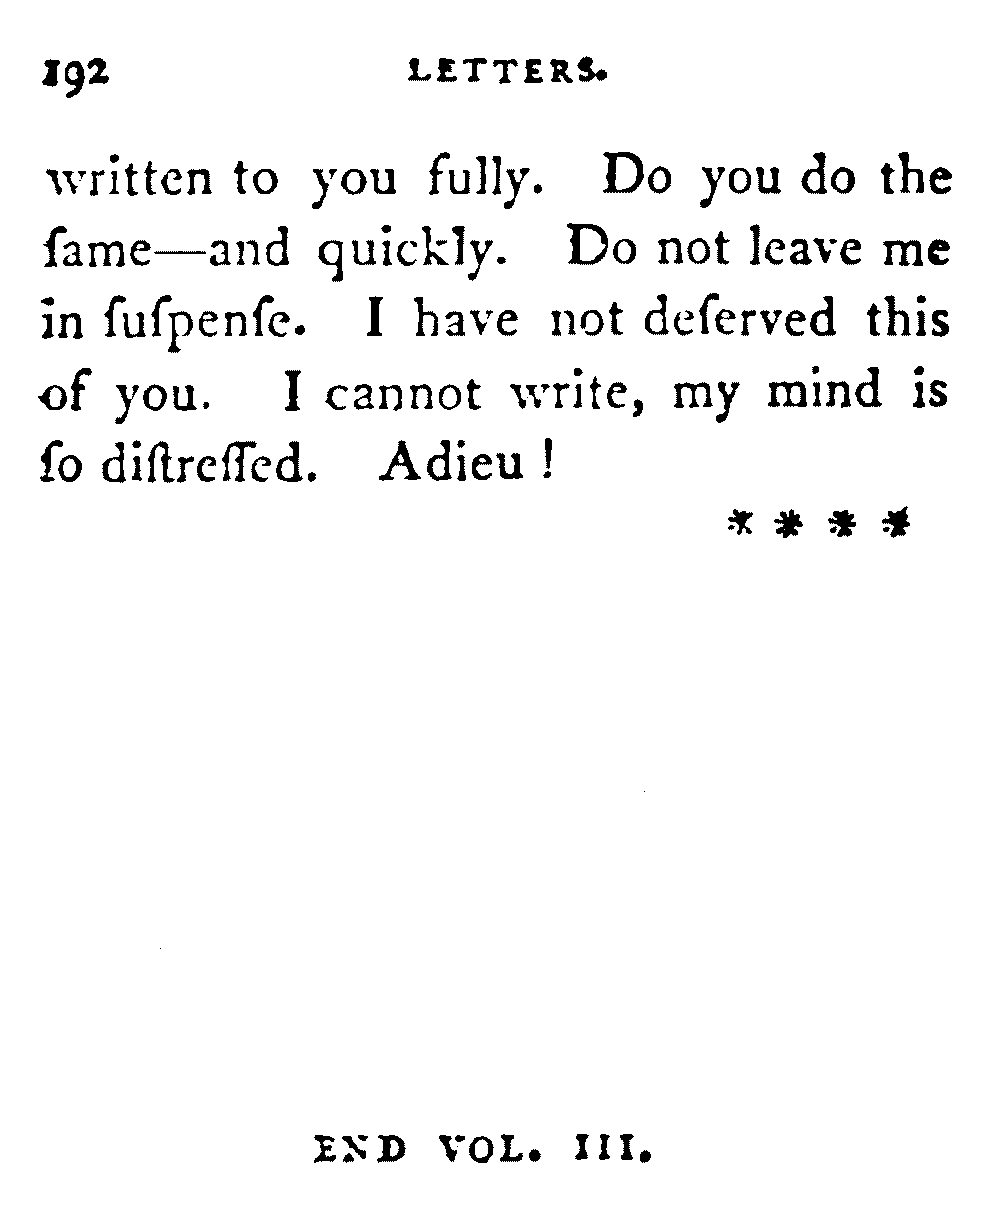 192 LETTERS.
written to you fully. Do you do the
ſame—and quickly. Do not leave me
in ſuſpenſe. I have not deſerved this
of you. I cannot write, my mind is
ſo diſtreſſed. Adieu!
* * * *
END VOL. III.